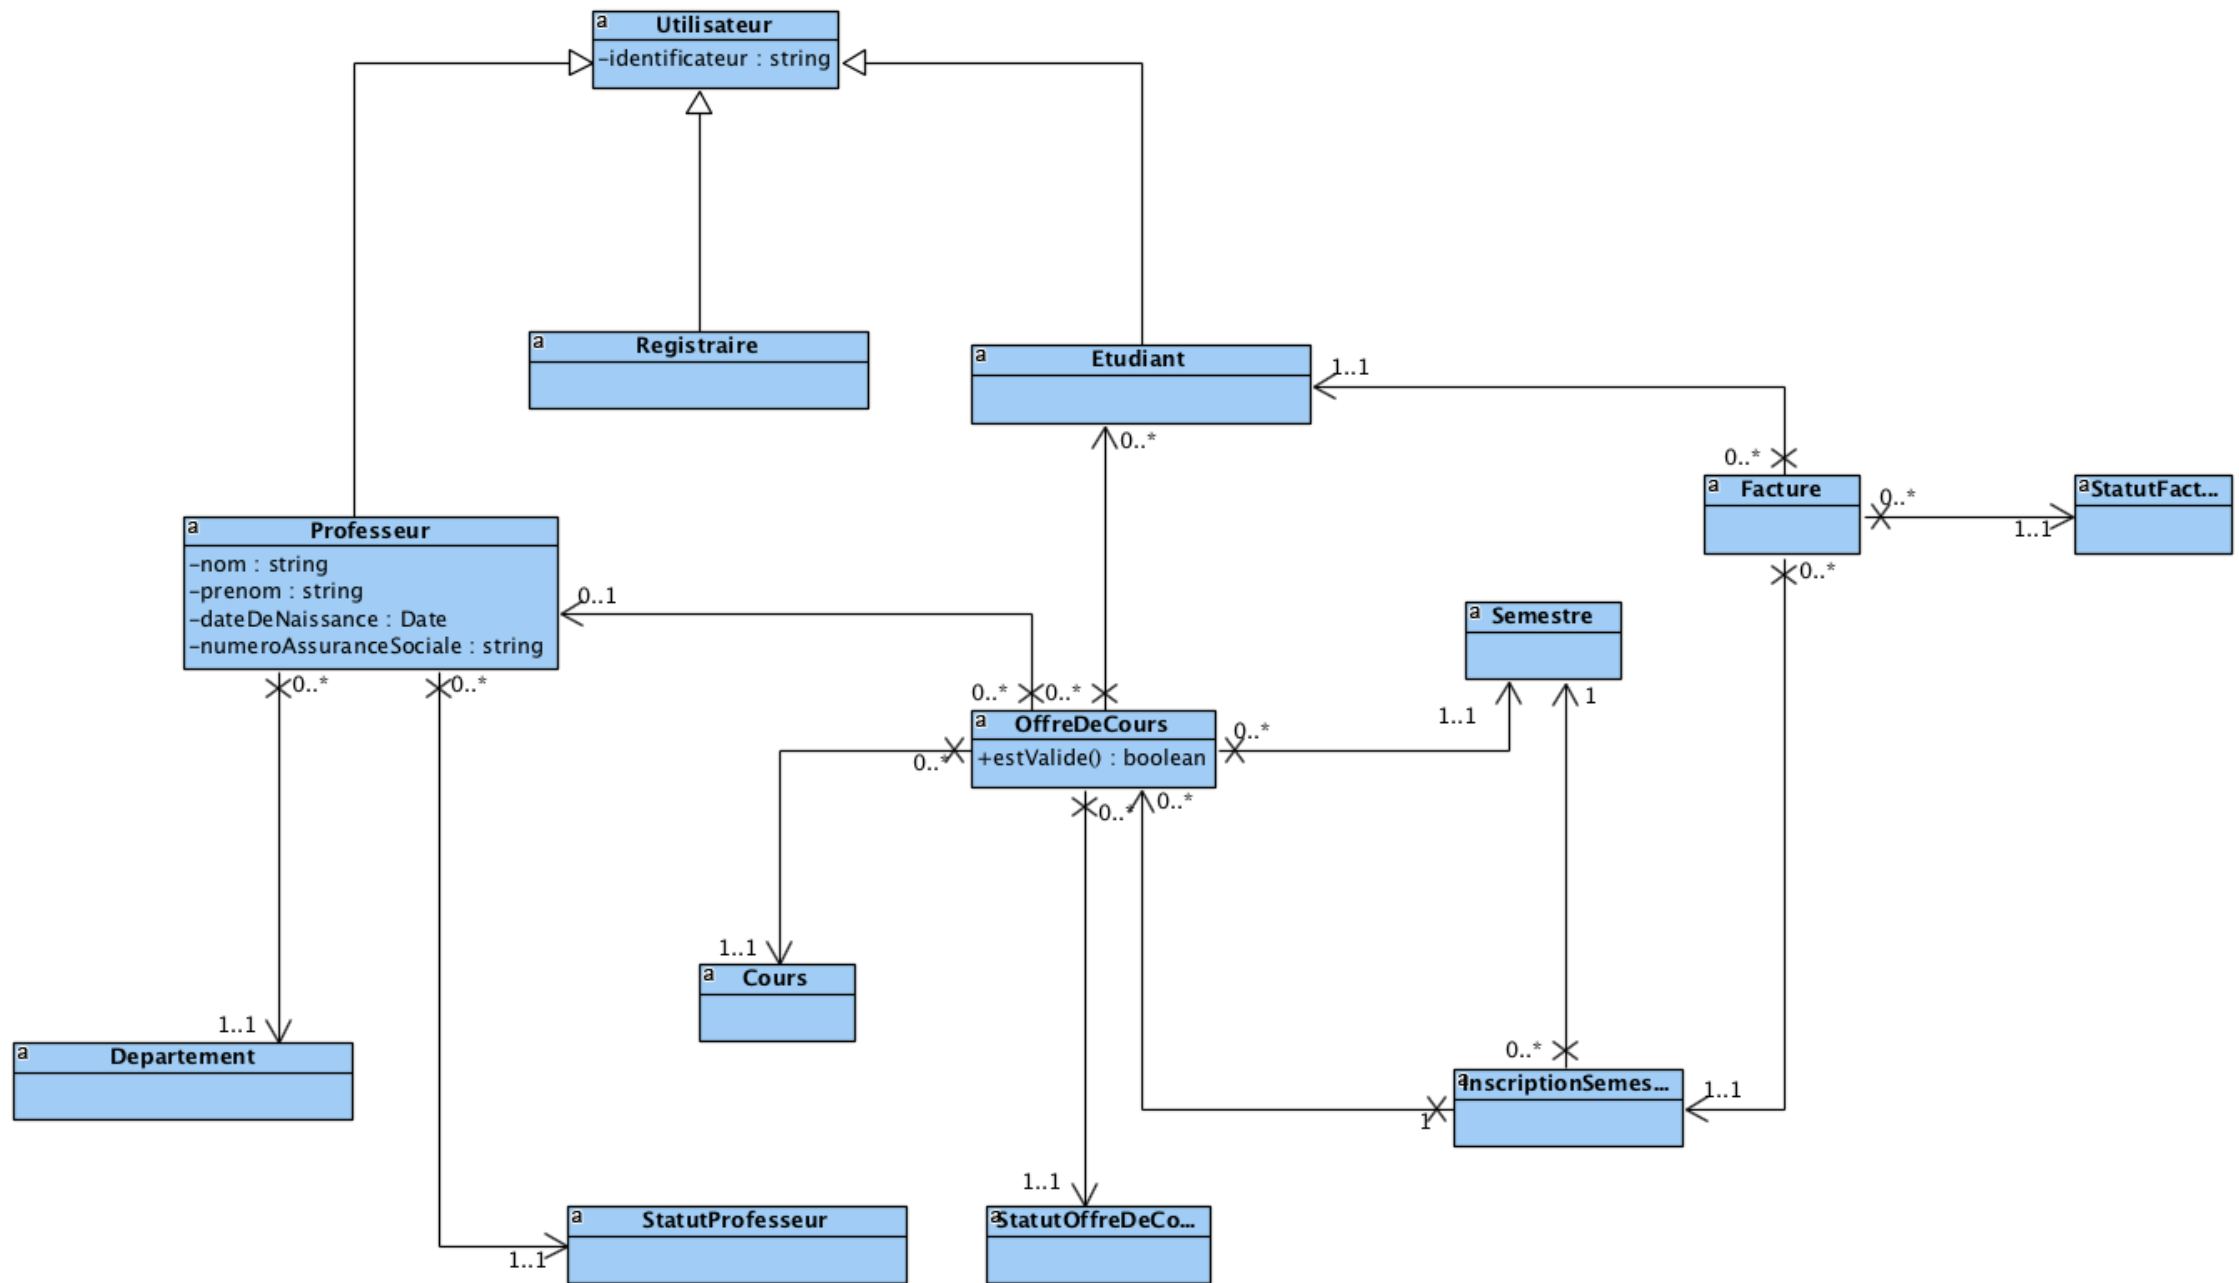 a Utilisateur
-identificateur : string
a Registraire
a Etudiant
1..1
0..*
0..*
a Facture
0..*
1..1
a StatutFact...
0..*
a Professeur
-nom : string
-prenom : string
-dateDeNaissance : Date
-numeroAssuranceSociale : string
0..1
0..*
0..*
a Semestre
1..1
1
0..*
0..*
a OffreDeCours
+estValide() : boolean
0..*
0..*
0..*
0..*
1..1
a Cours
1..1
a Departement
0..*
a InscriptionSemes...
1..1
1
1..1
a StatutProfesseur
1..1
a StatutOffreDeCo...